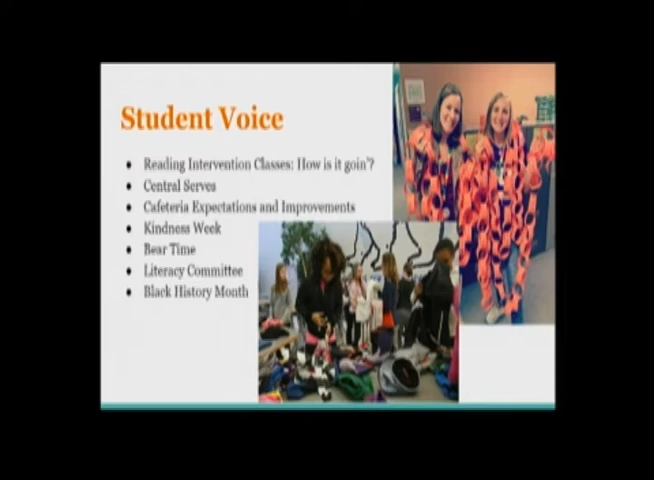 Student Voice
Reading Intervention Classes: How is it goin'?
Central Serves
Cafeteria Expectations and Improvements
Kindness Week
Bear Time
Literacy Committee
Black History Month